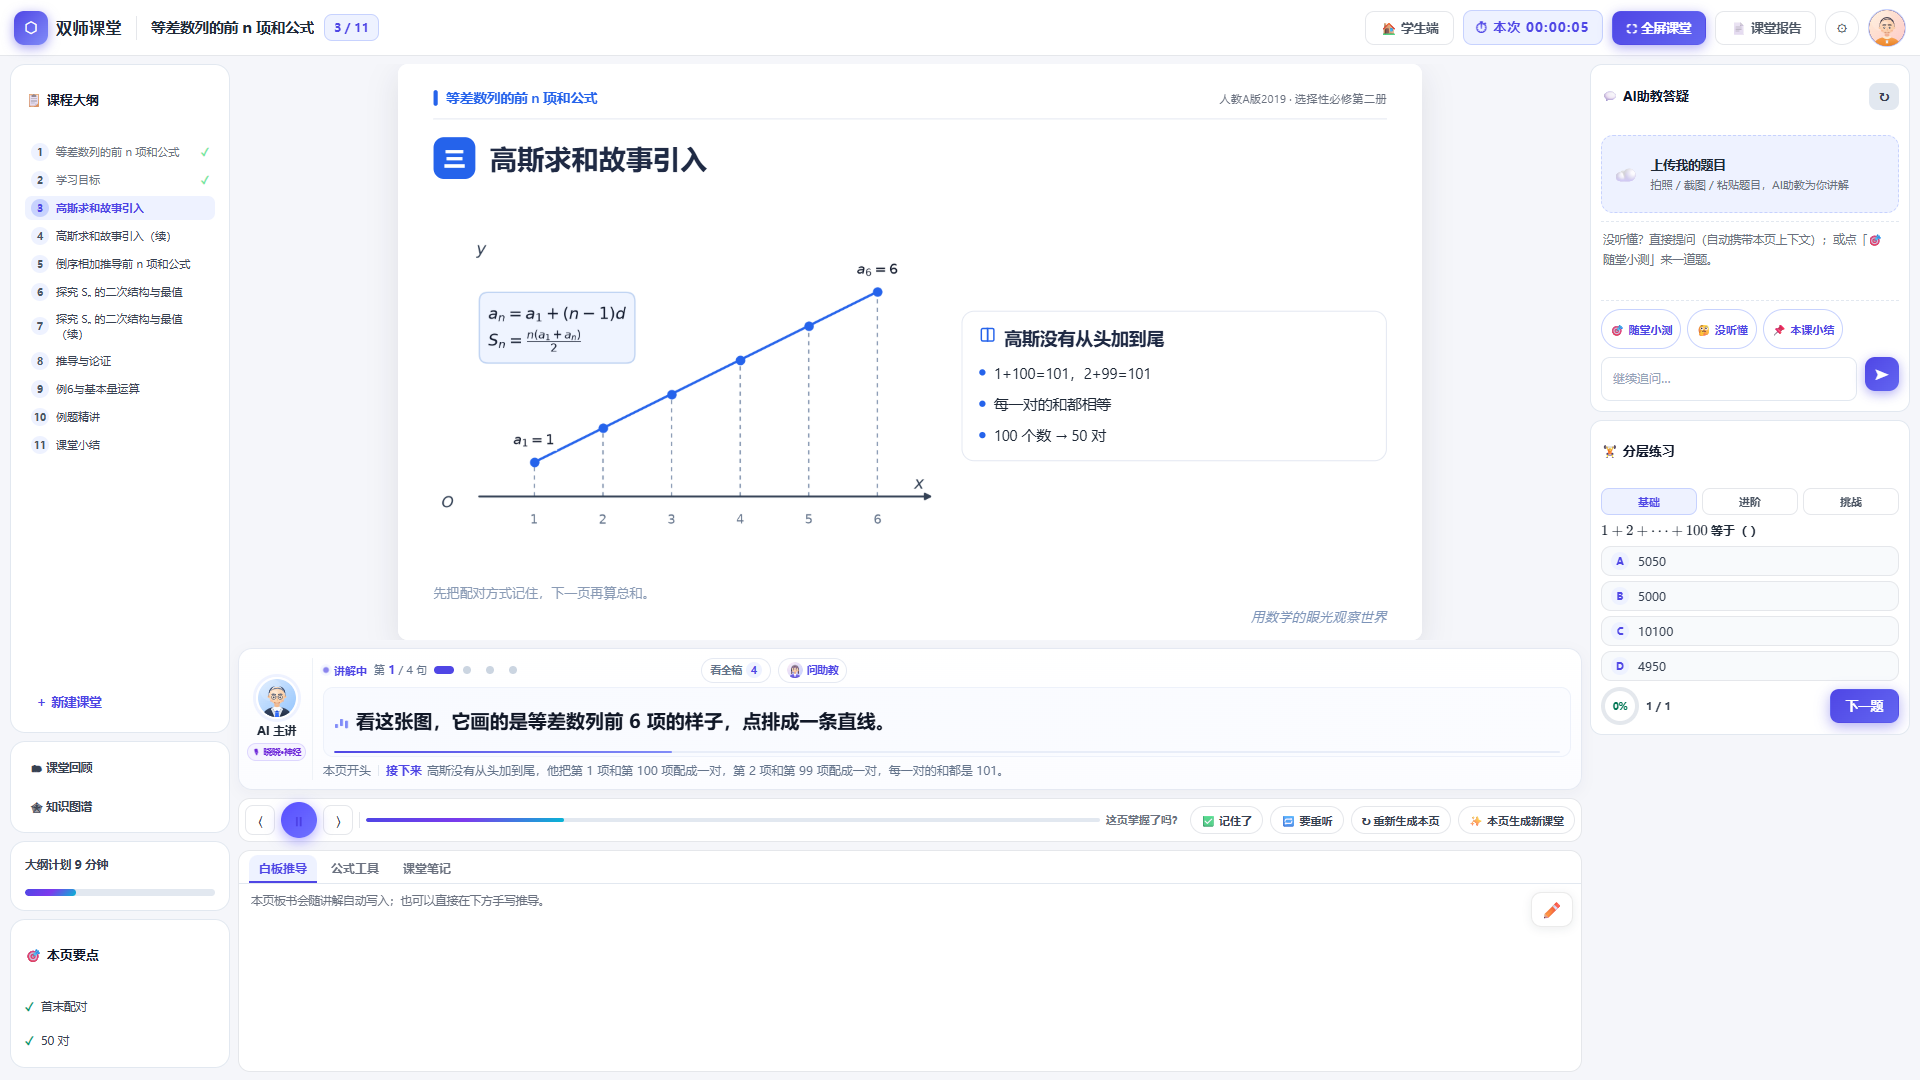 双师课堂
等差数列的前 n 项和公式
3 / 11
学生端
本次 00:00:05
全屏课堂
课堂报告
课程大纲
1 等差数列的前 n 项和公式 ✓
2 学习目标 ✓
3 高斯求和故事引入
4 高斯求和故事引入（续）
5 倒序相加推导前 n 项和公式
6 探究 Sₙ 的二次结构与最值
7 探究 Sₙ 的二次结构与最值
（续）
8 推导与论证
9 例6与基本量运算
10 例题精讲
11 课堂小结
+ 新建课堂
课堂回顾
知识图谱
大纲计划 9 分钟
本页要点
✓ 首末配对
✓ 50 对
等差数列的前 n 项和公式
人教A版2019 · 选择性必修第二册
三 高斯求和故事引入
y
a₆ = 6
aₙ = a₁ + (n − 1)d
Sₙ = n(a₁ + aₙ)/2
a₁ = 1
x
O
1 2 3 4 5 6
高斯没有从头加到尾
1+100=101，2+99=101
每一对的和都相等
100 个数 → 50 对
先把配对方式记住，下一页再算总和。
用数学的眼光观察世界
AI 主讲
晓晓·神经
讲解中 第 1 / 4 句
看全稿 4
问助教
看这张图，它画的是等差数列前 6 项的样子，点排成一条直线。
本页开头 接下来 高斯没有从头加到尾，他把第 1 项和第 100 项配成一对，第 2 项和第 99 项配成一对，每一对的和都是 101。
这页掌握了吗?
记住了
要重听
↻ 重新生成本页
本页生成新课堂
白板推导
公式工具
课堂笔记
本页板书会随讲解自动写入；也可以直接在下方手写推导。
AI助教答疑
↻
上传我的题目
拍照 / 截图 / 粘贴题目，AI助教为你讲解
没听懂？直接提问（自动携带本页上下文）；或点「🎯
随堂小测」来一道题。
随堂小测
没听懂
本课小结
继续追问...
分层练习
基础
进阶
挑战
1 + 2 + ⋯ + 100 等于（ ）
A 5050
B 5000
C 10100
D 4950
0%
1 / 1
下一题